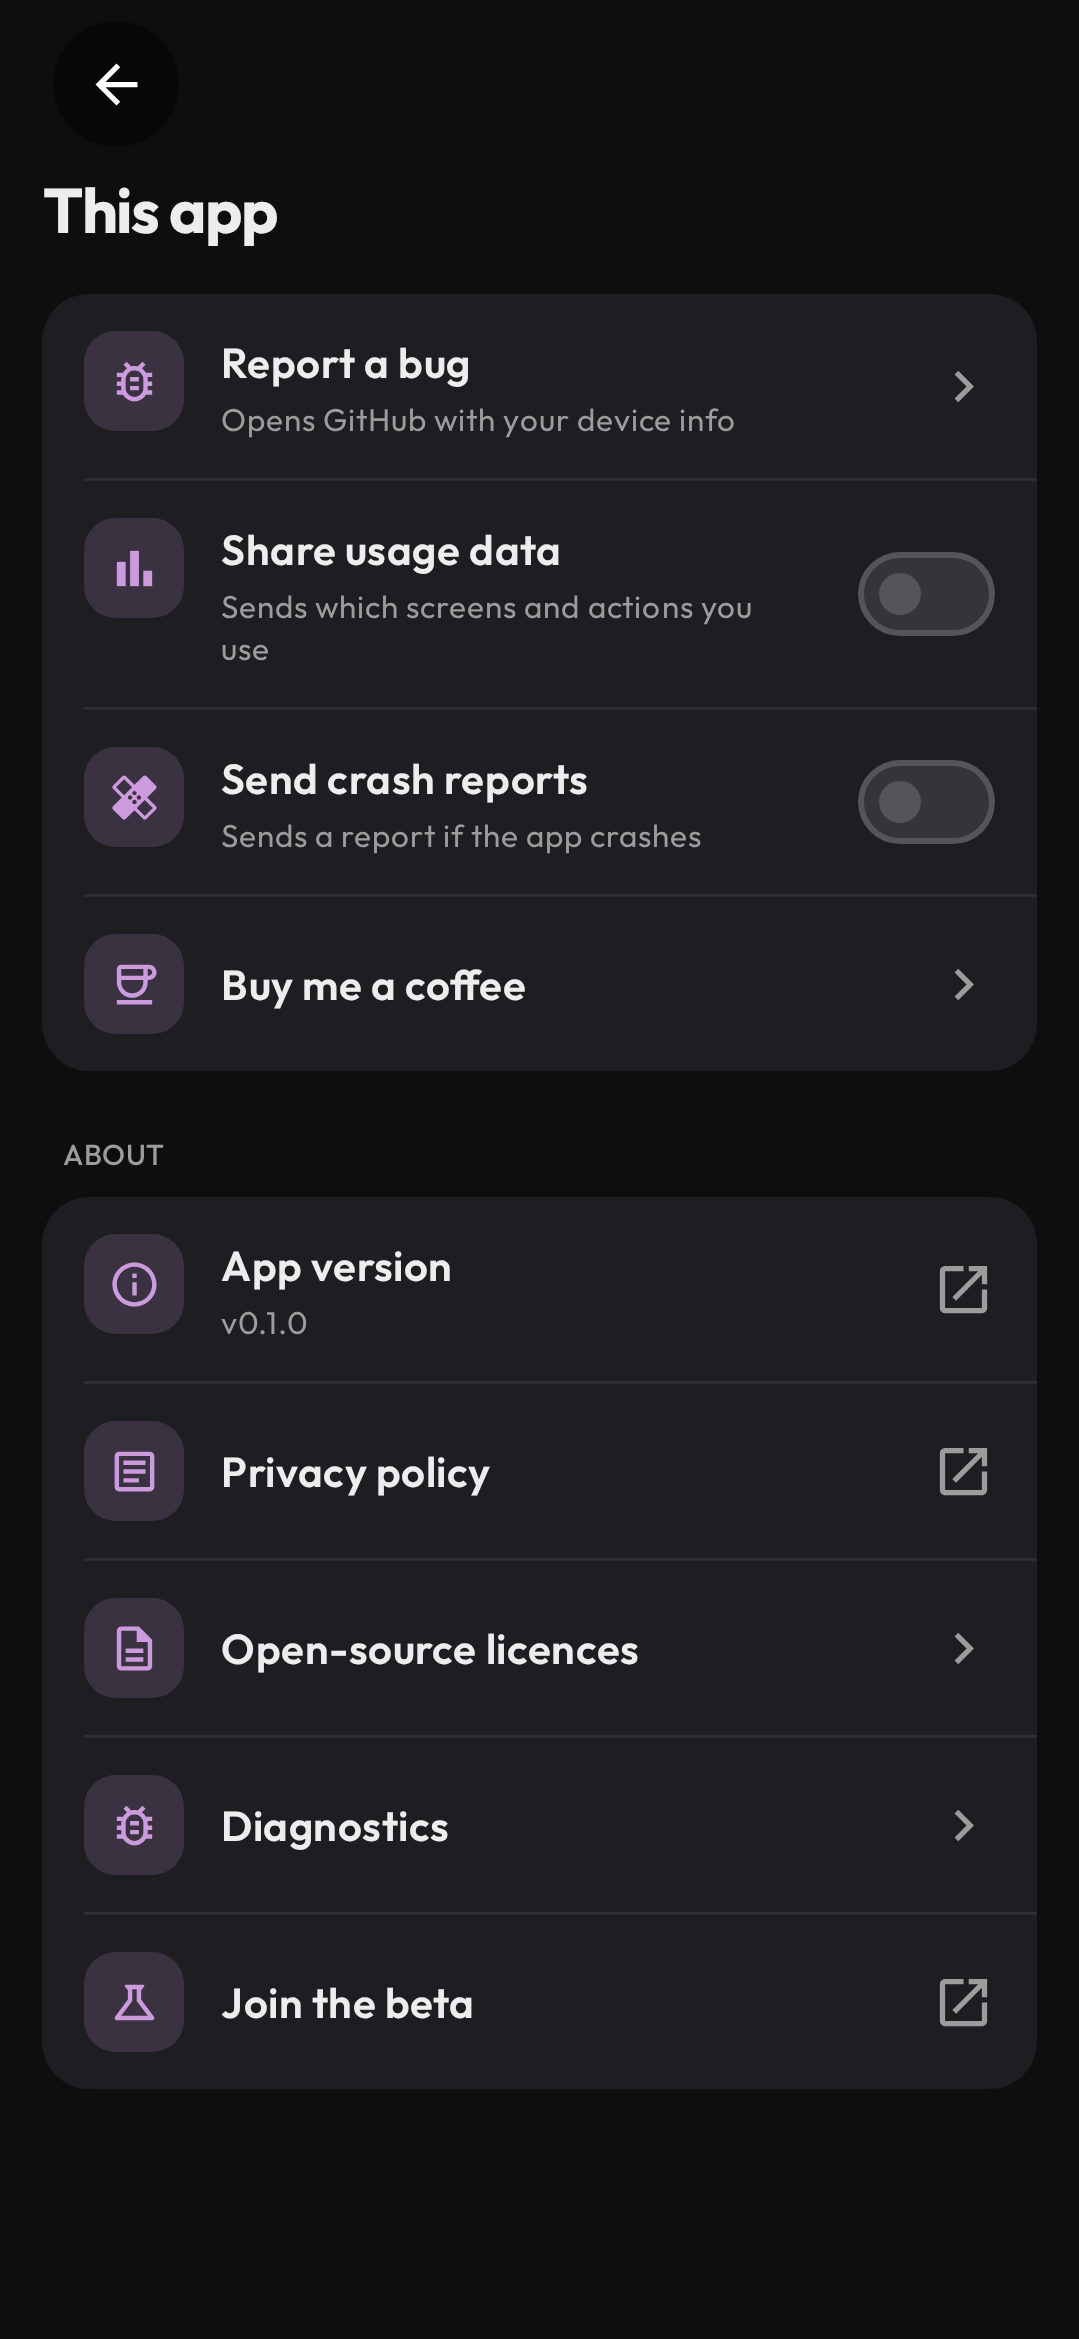 This app
Report a bug
Opens GitHub with your device info
Share usage data
Sends which screens and actions you
use
Send crash reports
Sends a report if the app crashes
Buy me a coffee
ABOUT
App version
v0.1.0
Privacy policy
Open-source licences
Diagnostics
Join the beta